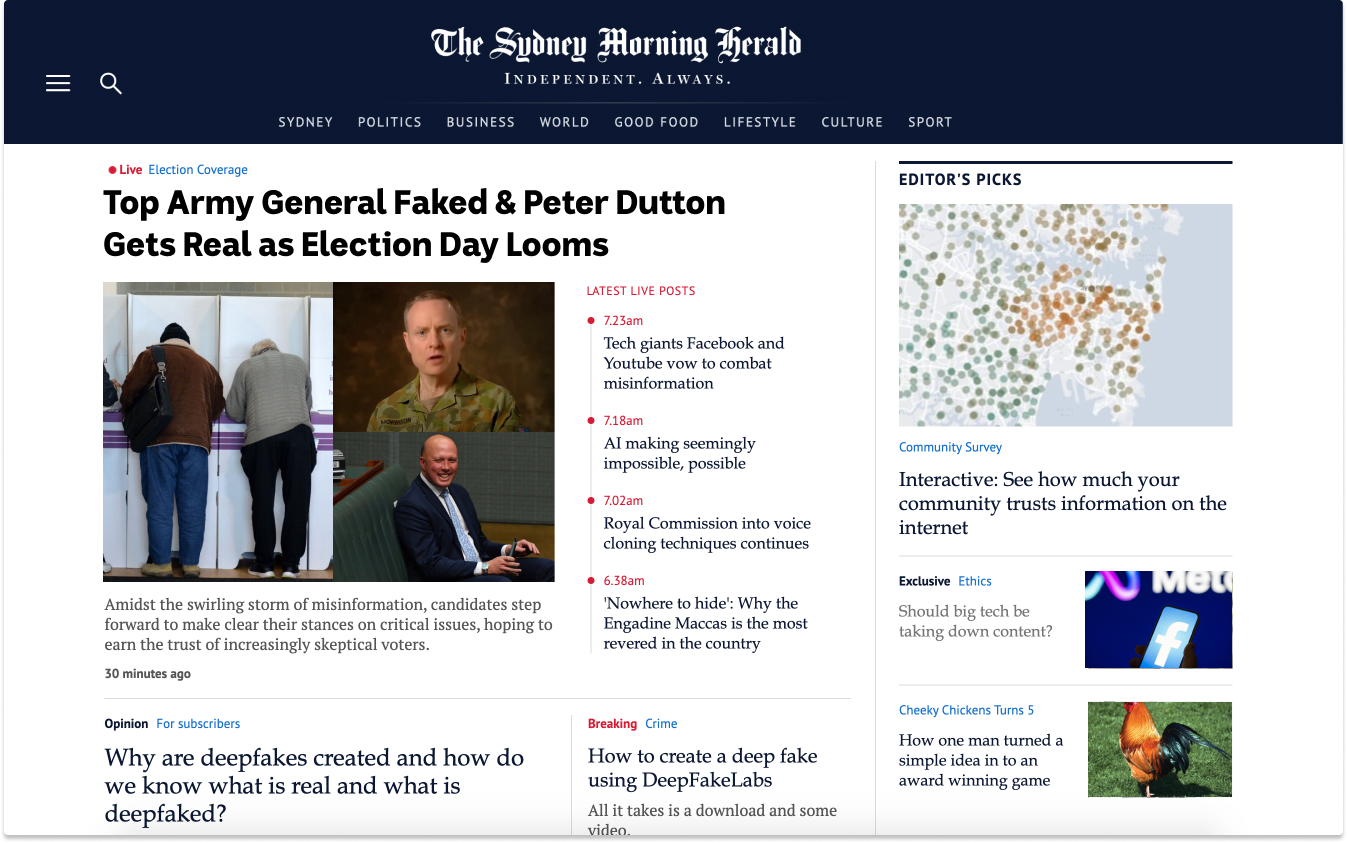 The Sydney Morning Herald
INDEPENDENT. ALWAYS.
SYDNEY POLITICS BUSINESS WORLD GOOD FOOD LIFESTYLE CULTURE SPORT
Live Election Coverage
Top Army General Faked & Peter Dutton
Gets Real as Election Day Looms
MORRISON
Amidst the swirling storm of misinformation, candidates step
forward to make clear their stances on critical issues, hoping to
earn the trust of increasingly skeptical voters.
30 minutes ago
LATEST LIVE POSTS
7.23am
Tech giants Facebook and
Youtube vow to combat
misinformation
7.18am
AI making seemingly
impossible, possible
7.02am
Royal Commission into voice
cloning techniques continues
6.38am
'Nowhere to hide': Why the
Engadine Maccas is the most
revered in the country
Opinion For subscribers
Why are deepfakes created and how do
we know what is real and what is
deepfaked?
Breaking Crime
How to create a deep fake
using DeepFakeLabs
All it takes is a download and some
video.
EDITOR'S PICKS
Community Survey
Interactive: See how much your
community trusts information on the
internet
Exclusive Ethics
Should big tech be
taking down content?
Meta
f
Cheeky Chickens Turns 5
How one man turned a
simple idea in to an
award winning game